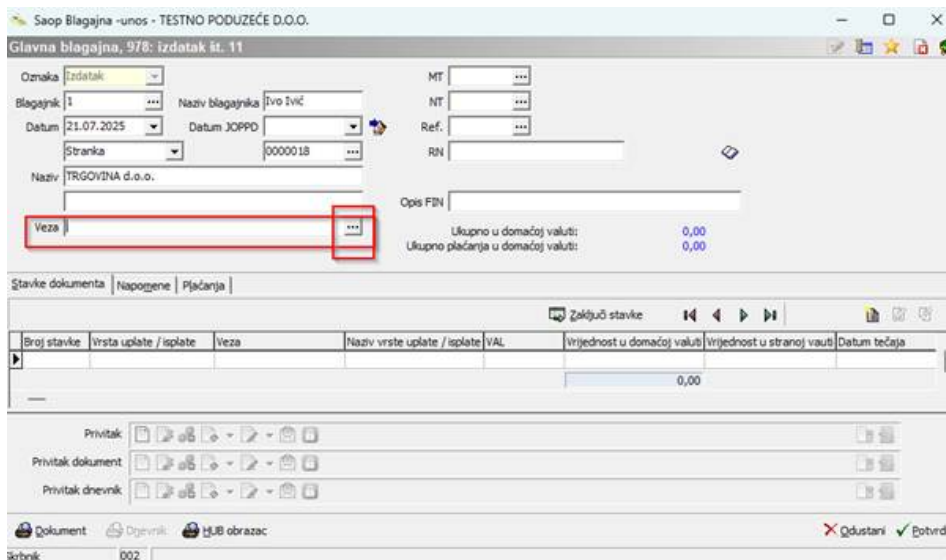 Saop Blagajna -unos - TESTNO PODUZEĆE D.O.O.
Glavna blagajna, 978: izdatak št. 11
Oznaka Izdatak MT
Blagajnik 1 Naziv blagajnika Ivo Ivić NT
Datum 21.07.2025 Datum JOPPD Ref.
Stranka 0000018 RN
Naziv TRGOVINA d.o.o.
Opis FIN
Veza Ukupno u domaćoj valuti: 0,00
Ukupno plaćanja u domaćoj valuti: 0,00
Stavke dokumenta Napomene Plaćanja
Zaključi stavke
Broj stavke Vrsta uplate / isplate Veza Naziv vrste uplate / isplate VAL Vrijednost u domaćoj valuti Vrijednost u stranoj vauti Datum tečaja
0,00
Privitak
Privitak dokument
Privitak dnevnik
Dokument Dnevnik HUB obrazac Odustani Potvrd
Skrbnik 002